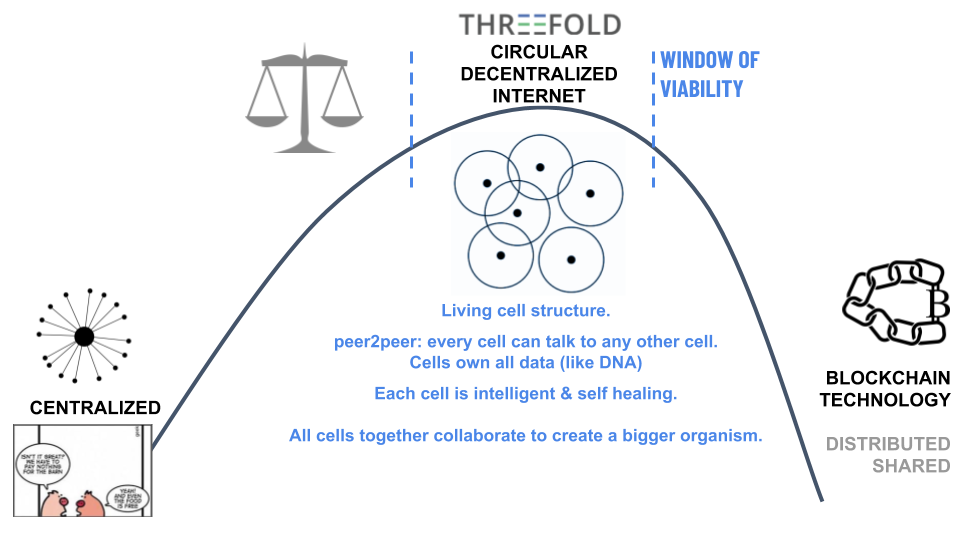 THREEFOLD
CIRCULAR
DECENTRALIZED
INTERNET
WINDOW OF
VIABILITY
Living cell structure.
peer2peer: every cell can talk to any other cell.
Cells own all data (like DNA)
Each cell is intelligent & self healing.
All cells together collaborate to create a bigger organism.
CENTRALIZED
ISN'T IT GREAT?
WE HAVE TO
PAY NOTHING
FOR THE BARN
YEAH!
AND EVEN
THE FOOD
IS FREE
B
BLOCKCHAIN
TECHNOLOGY
DISTRIBUTED
SHARED